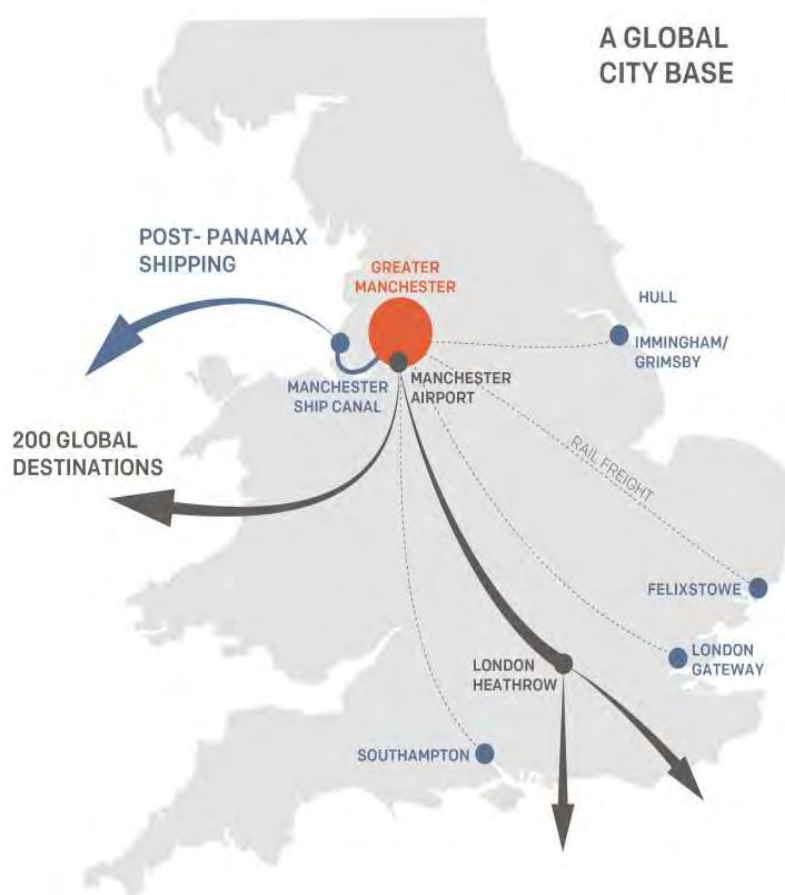 A GLOBAL
CITY BASE
POST- PANAMAX
SHIPPING
GREATER
MANCHESTER
HULL
IMMINGHAM/
GRIMSBY
MANCHESTER
SHIP CANAL
MANCHESTER
AIRPORT
200 GLOBAL
DESTINATIONS
RAIL FREIGHT
FELIXSTOWE
LONDON
GATEWAY
LONDON
HEATHROW
SOUTHAMPTON